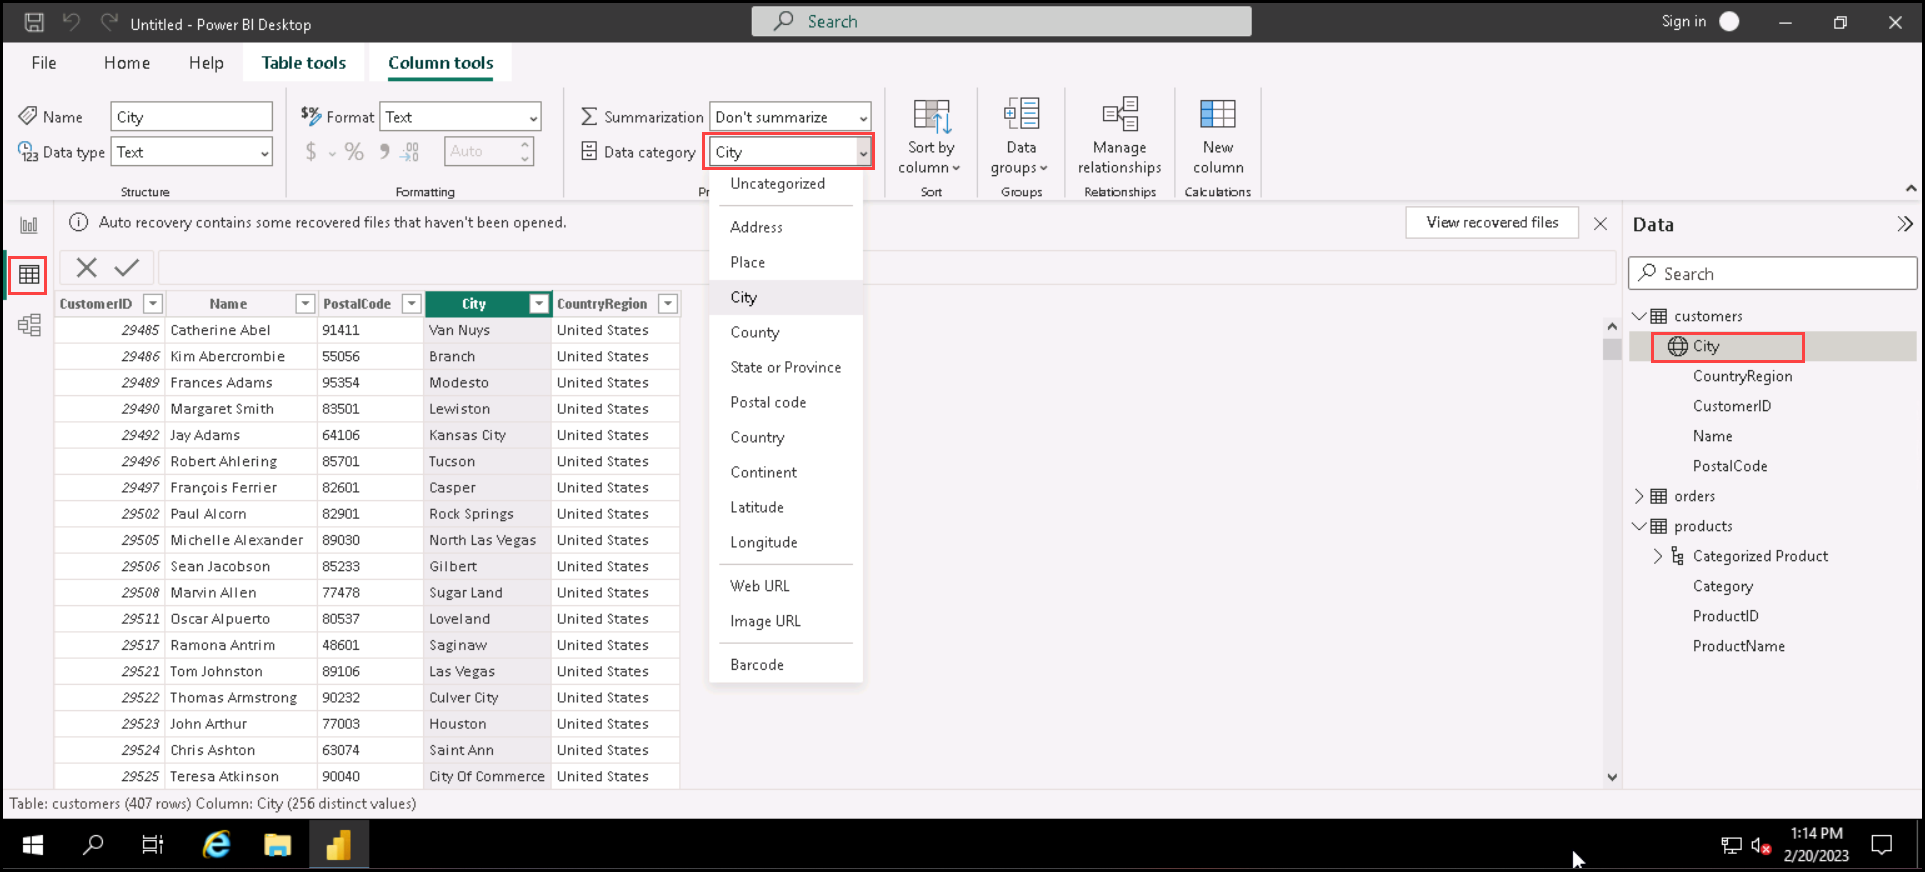 Untitled - Power BI Desktop
Search
Sign in
File Home Help Table tools Column tools
Name City
Data type Text
Structure
Format Text
$ % Auto
Formatting
Summarization Don't summarize
Data category City
Pr
Sort by column
Sort
Data groups
Groups
Manage relationships
Relationships
New column
Calculations
Auto recovery contains some recovered files that haven't been opened.
View recovered files
Uncategorized
Address
Place
City
County
State or Province
Postal code
Country
Continent
Latitude
Longitude
Web URL
Image URL
Barcode
CustomerID Name PostalCode City CountryRegion
29485 Catherine Abel 91411 Van Nuys United States
29486 Kim Abercrombie 55056 Branch United States
29489 Frances Adams 95354 Modesto United States
29490 Margaret Smith 83501 Lewiston United States
29492 Jay Adams 64106 Kansas City United States
29496 Robert Ahlering 85701 Tucson United States
29497 François Ferrier 82601 Casper United States
29502 Paul Alcorn 82901 Rock Springs United States
29505 Michelle Alexander 89030 North Las Vegas United States
29506 Sean Jacobson 85233 Gilbert United States
29508 Marvin Allen 77478 Sugar Land United States
29511 Oscar Alpuerto 80537 Loveland United States
29517 Ramona Antrim 48601 Saginaw United States
29521 Tom Johnston 89106 Las Vegas United States
29522 Thomas Armstrong 90232 Culver City United States
29523 John Arthur 77003 Houston United States
29524 Chris Ashton 63074 Saint Ann United States
29525 Teresa Atkinson 90040 City Of Commerce United States
Data
Search
customers
City
CountryRegion
CustomerID
Name
PostalCode
orders
products
Categorized Product
Category
ProductID
ProductName
Table: customers (407 rows) Column: City (256 distinct values)
1:14 PM
2/20/2023